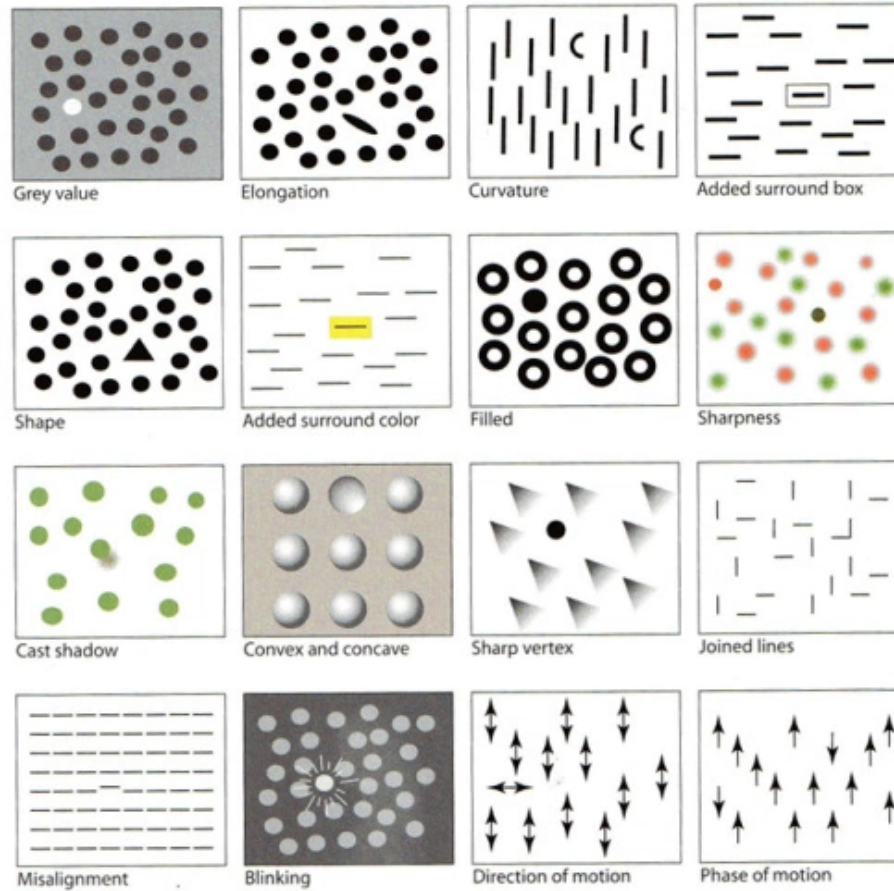 Grey value
Elongation
Curvature
Added surround box
Shape
Added surround color
Filled
Sharpness
Cast shadow
Convex and concave
Sharp vertex
Joined lines
Misalignment
Blinking
Direction of motion
Phase of motion